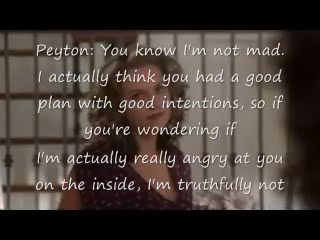 Peyton: You know I'm not mad.
I actually think you had a good
plan with good intentions, so if
you're wondering if
I'm actually really angry at you
on the inside, I'm truthfully not